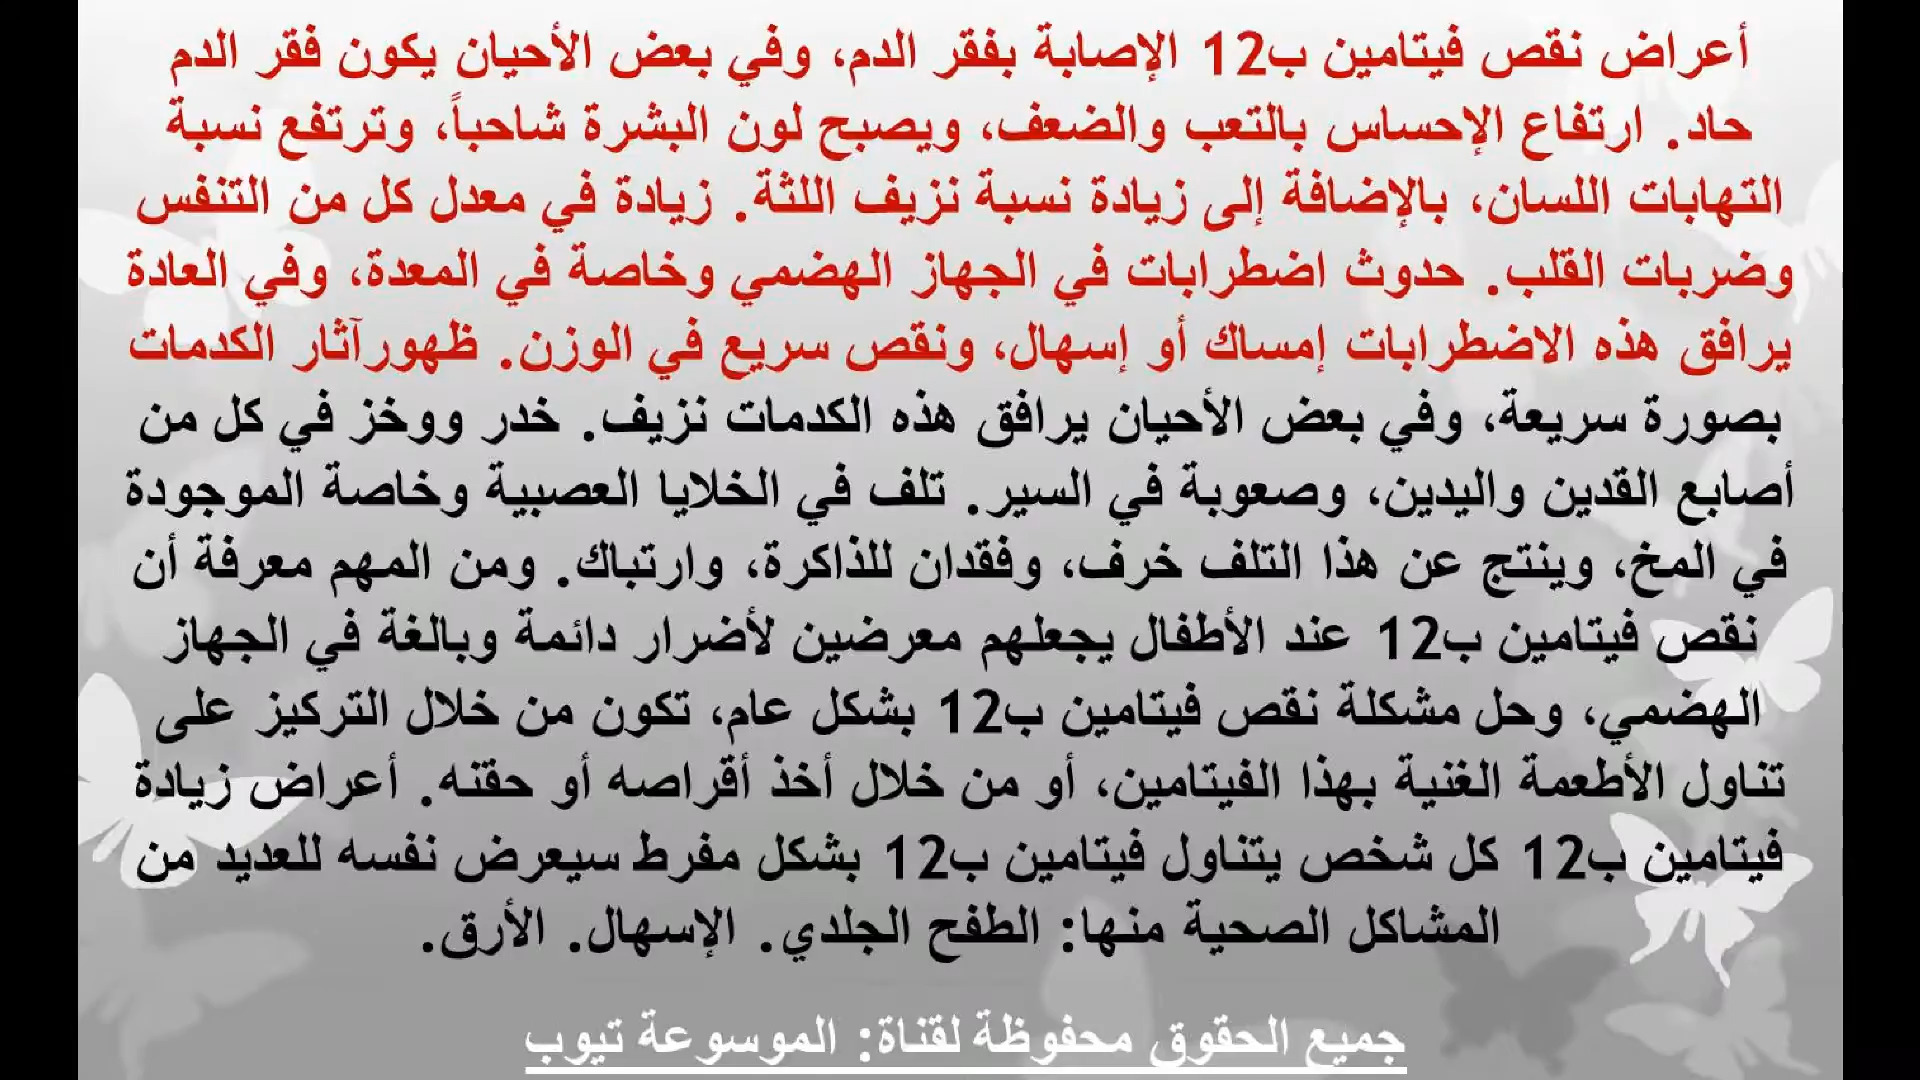 أعراض نقص فيتامين ب12 الإصابة بفقر الدم، وفي بعض الأحيان يكون فقر الدم
حاد. ارتفاع الإحساس بالتعب والضعف، ويصبح لون البشرة شاحباً، وترتفع نسبة
التهابات اللسان، بالإضافة إلى زيادة نسبة نزيف اللثة. زيادة في معدل كل من التنفس
وضربات القلب. حدوث اضطرابات في الجهاز الهضمي وخاصة في المعدة، وفي العادة
يرافق هذه الاضطرابات إمساك أو إسهال، ونقص سريع في الوزن. ظهورآثار الكدمات
بصورة سريعة، وفي بعض الأحيان يرافق هذه الكدمات نزيف. خدر ووخز في كل من
أصابع القدين واليدين، وصعوبة في السير. تلف في الخلايا العصبية وخاصة الموجودة
في المخ، وينتج عن هذا التلف خرف، وفقدان للذاكرة، وارتباك. ومن المهم معرفة أن
نقص فيتامين ب12 عند الأطفال يجعلهم معرضين لأضرار دائمة وبالغة في الجهاز
الهضمي، وحل مشكلة نقص فيتامين ب12 بشكل عام، تكون من خلال التركيز على
تناول الأطعمة الغنية بهذا الفيتامين، أو من خلال أخذ أقراصه أو حقنه. أعراض زيادة
فيتامين ب12 كل شخص يتناول فيتامين ب12 بشكل مفرط سيعرض نفسه للعديد من
المشاكل الصحية منها: الطفح الجلدي. الإسهال. الأرق.
جميع الحقوق محفوظة لقناة: الموسوعة تيوب